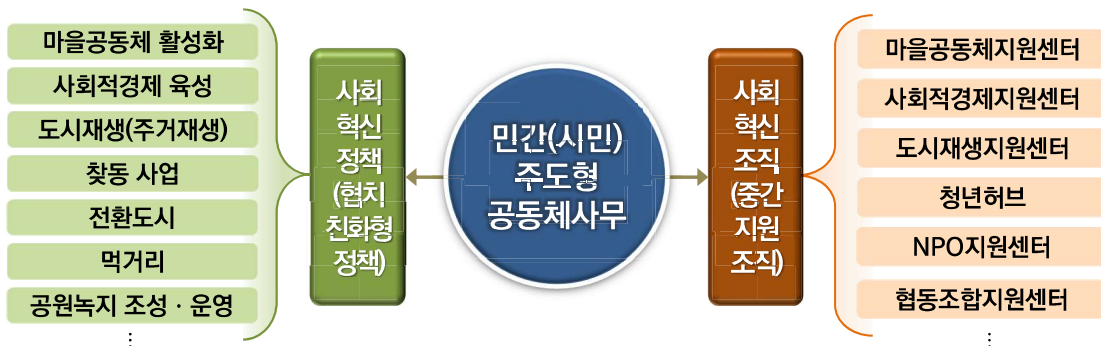 마을공동체 활성화
사회적경제 육성
도시재생(주거재생)
찾동 사업
전환도시
먹거리
공원녹지 조성 · 운영
⋮
사회
혁신
정책
(협치
친화형
정책)
민간(시민)
주도형
공동체사무
사회
혁신
조직
(중간
지원
조직)
마을공동체지원센터
사회적경제지원센터
도시재생지원센터
청년허브
NPO지원센터
협동조합지원센터
⋮